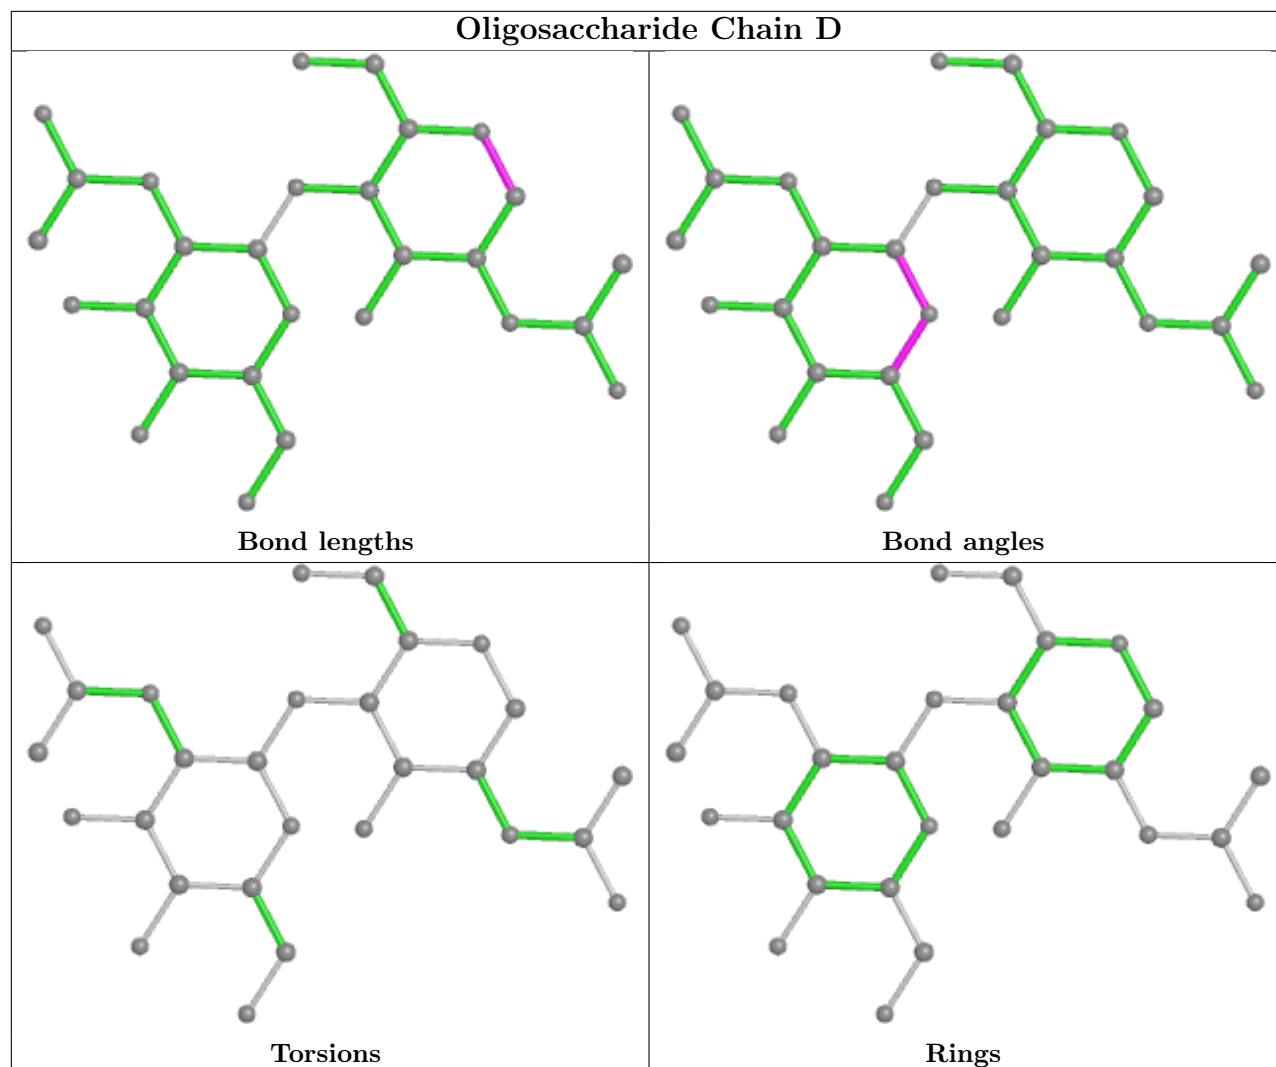 Oligosaccharide Chain D
Bond lengths
Bond angles
Torsions
Rings